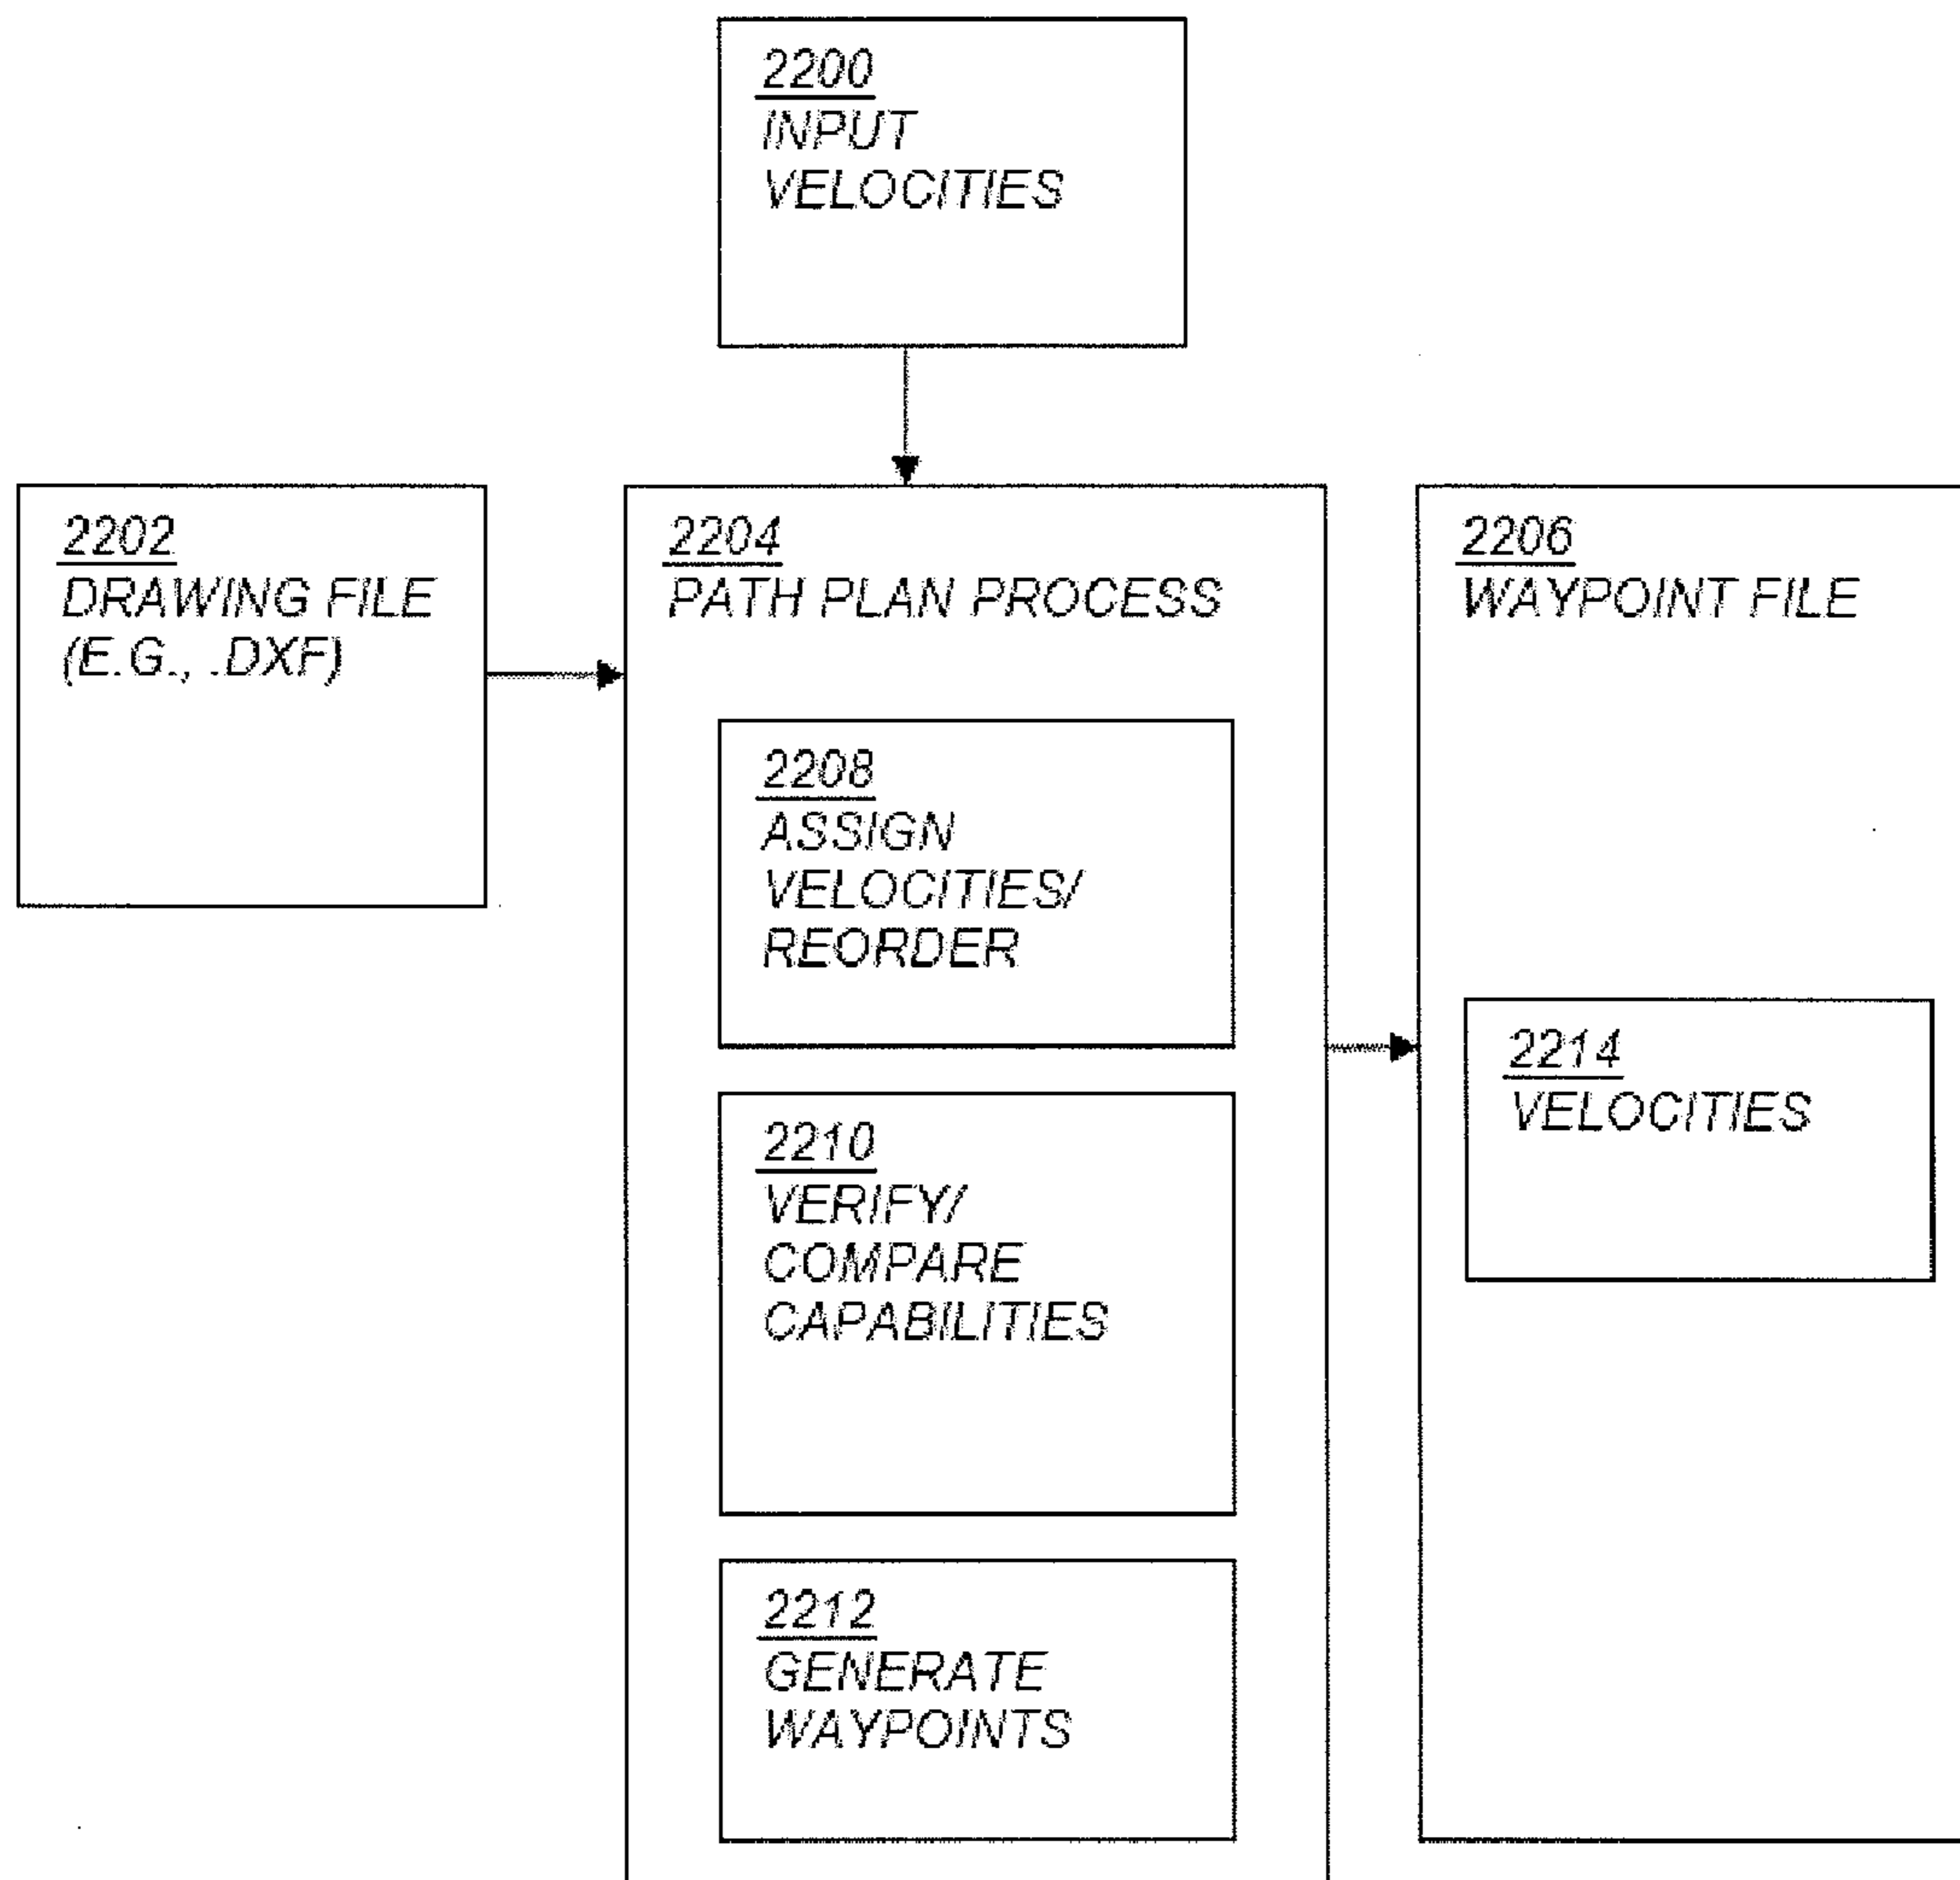 2200
INPUT
VELOCITIES
2202
DRAWING FILE
(E.G., .DXF)
2204
PATH PLAN PROCESS
2208
ASSIGN
VELOCITIES/
REORDER
2210
VERIFY/
COMPARE
CAPABILITIES
2212
GENERATE
WAYPOINTS
2206
WAYPOINT FILE
2214
VELOCITIES